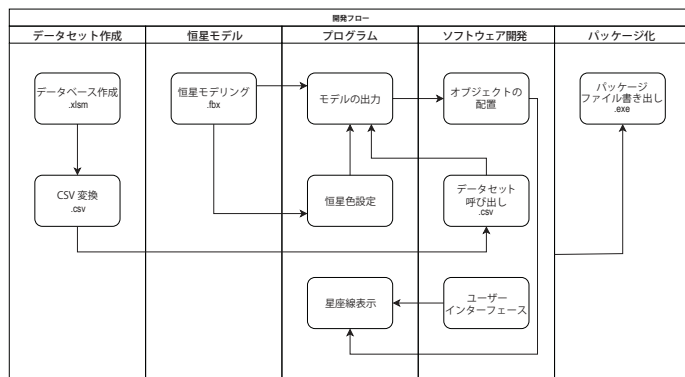 開発フロー
データセット作成
恒星モデル
プログラム
ソフトウェア開発
パッケージ化
データベース作成
.xlsm
恒星モデリング
.fbx
モデルの出力
オブジェクトの
配置
パッケージ
ファイル書き出し
.exe
CSV 変換
.csv
恒星色設定
データセット
呼び出し
.csv
星座線表示
ユーザー
インターフェース